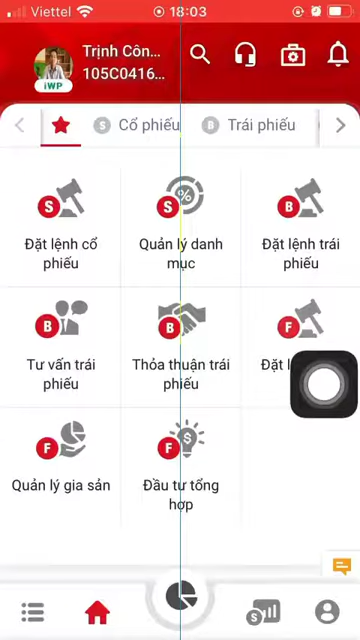 Viettel
18:03
Trịnh Côn...
105C0416...
iWP
S Cổ phiếu
B Trái phiếu
S
S
%
B
Đặt lệnh cổ phiếu
Quản lý danh mục
Đặt lệnh trái phiếu
B
B
F
Tư vấn trái phiếu
Thỏa thuận trái phiếu
Đặt
F
F
$
Quản lý gia sản
Đầu tư tổng hợp
S